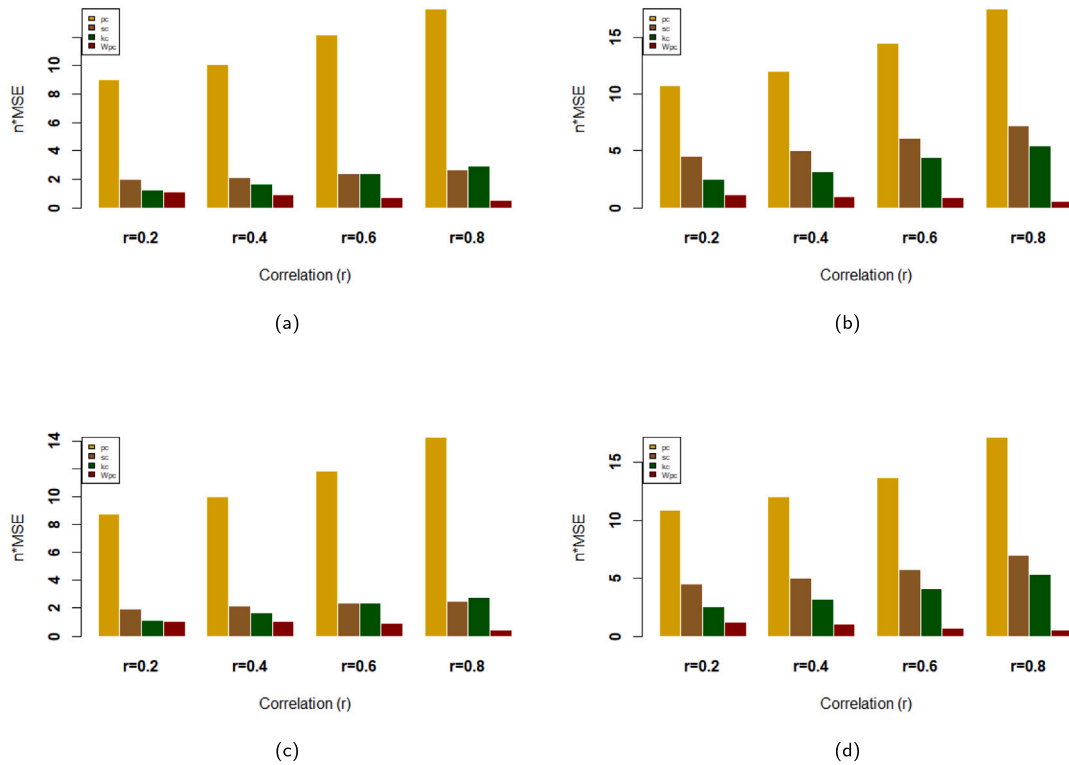 pc
sc
kc
Wpc
n*MSE
10
8
6
4
2
0
r=0.2 r=0.4 r=0.6 r=0.8
Correlation (r)
(a)
pc
sc
kc
Wpc
n*MSE
15
10
5
0
r=0.2 r=0.4 r=0.6 r=0.8
Correlation (r)
(b)
pc
sc
kc
Wpc
n*MSE
14
10
8
6
4
2
0
r=0.2 r=0.4 r=0.6 r=0.8
Correlation (r)
(c)
pc
sc
kc
Wpc
n*MSE
15
10
5
0
r=0.2 r=0.4 r=0.6 r=0.8
Correlation (r)
(d)